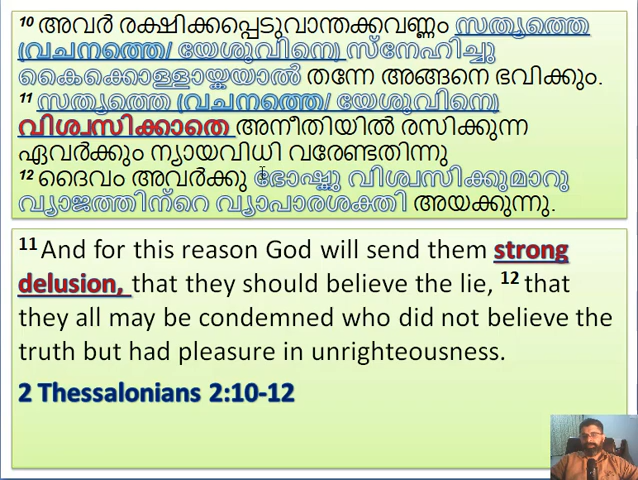 10 അവർ രക്ഷിക്കപ്പെടുവാന്തക്കവണ്ണം സത്യത്തെ
(വചനത്തെ/ യേശുവിനെ) സ്നേഹിച്ചു
കൈക്കൊള്ളായ്കയാൽ തന്നേ അങ്ങനെ ഭവിക്കും.
11 സത്യത്തെ (വചനത്തെ/ യേശുവിനെ)
വിശ്വസിക്കാതെ അനീതിയിൽ രസിക്കുന്ന
ഏവർക്കും ന്യായവിധി വരേണ്ടതിന്നു
12 ദൈവം അവർക്കു ഭോഷ്കു വിശ്വസിക്കുമാറു
വ്യാജത്തിന്റെ വ്യാപാരശക്തി അയക്കുന്നു.
11 And for this reason God will send them strong
delusion, that they should believe the lie, 12 that
they all may be condemned who did not believe the
truth but had pleasure in unrighteousness.
2 Thessalonians 2:10-12